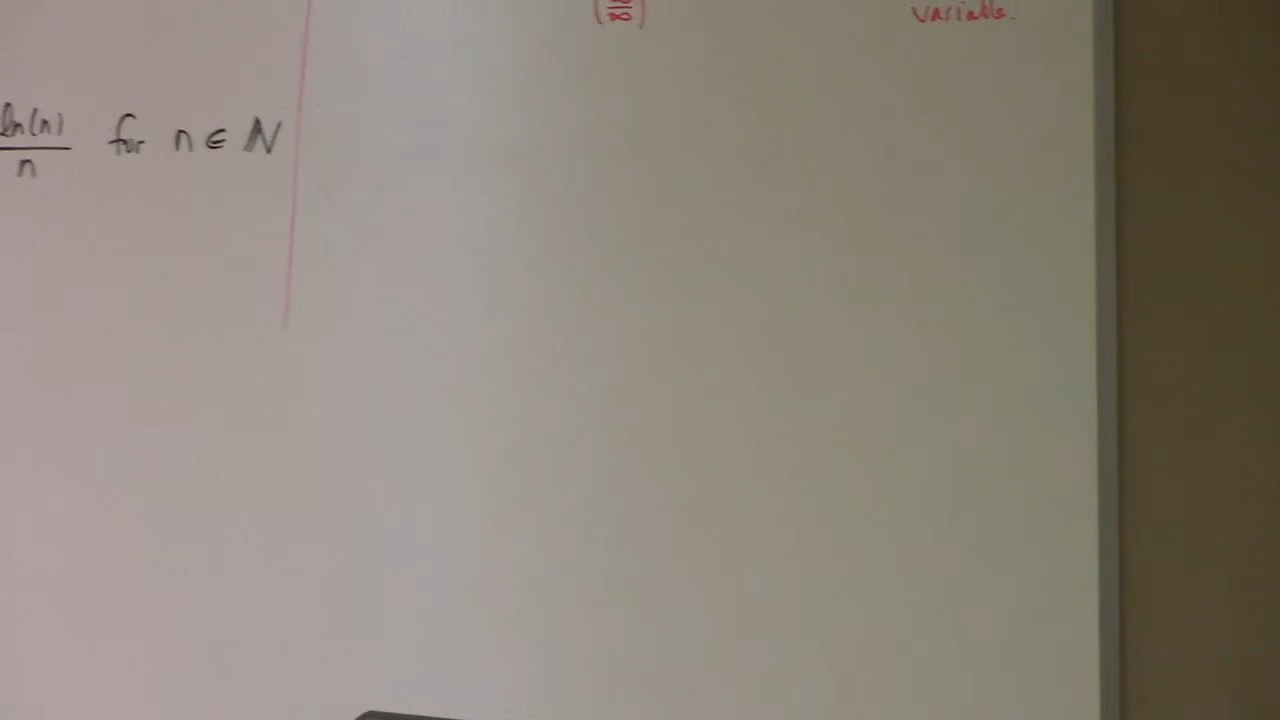 ln(n)/n for n ∈ ℕ
(∞/∞)
variable.